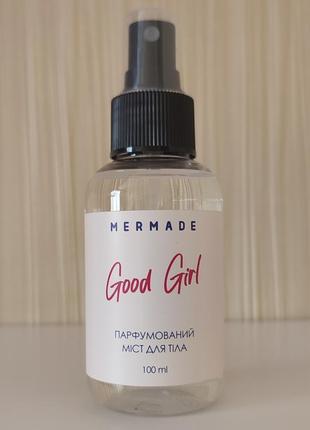 MERMADE
Good Girl
ПАРФУМОВАНИЙ
МІСТ ДЛЯ ТІЛА
100 ml